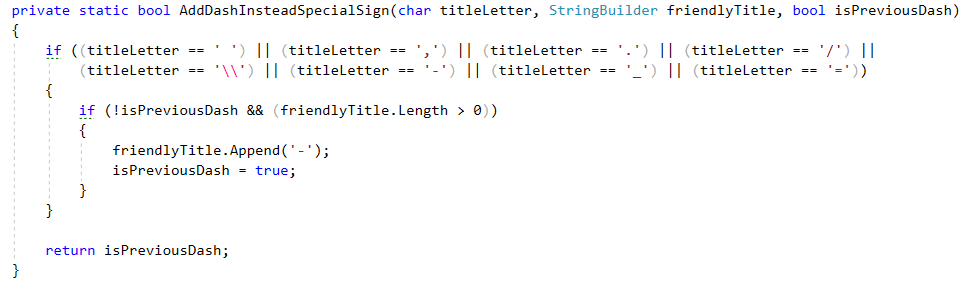 private static bool AddDashInsteadSpecialSign(char titleLetter, StringBuilder friendlyTitle, bool isPreviousDash)
{
    if ((titleLetter == ' ') || (titleLetter == ',') || (titleLetter == '.') || (titleLetter == '/') ||
        (titleLetter == '\\') || (titleLetter == '-') || (titleLetter == '_') || (titleLetter == '='))
    {
        if (!isPreviousDash && (friendlyTitle.Length > 0))
        {
            friendlyTitle.Append('-');
            isPreviousDash = true;
        }
    }

    return isPreviousDash;
}